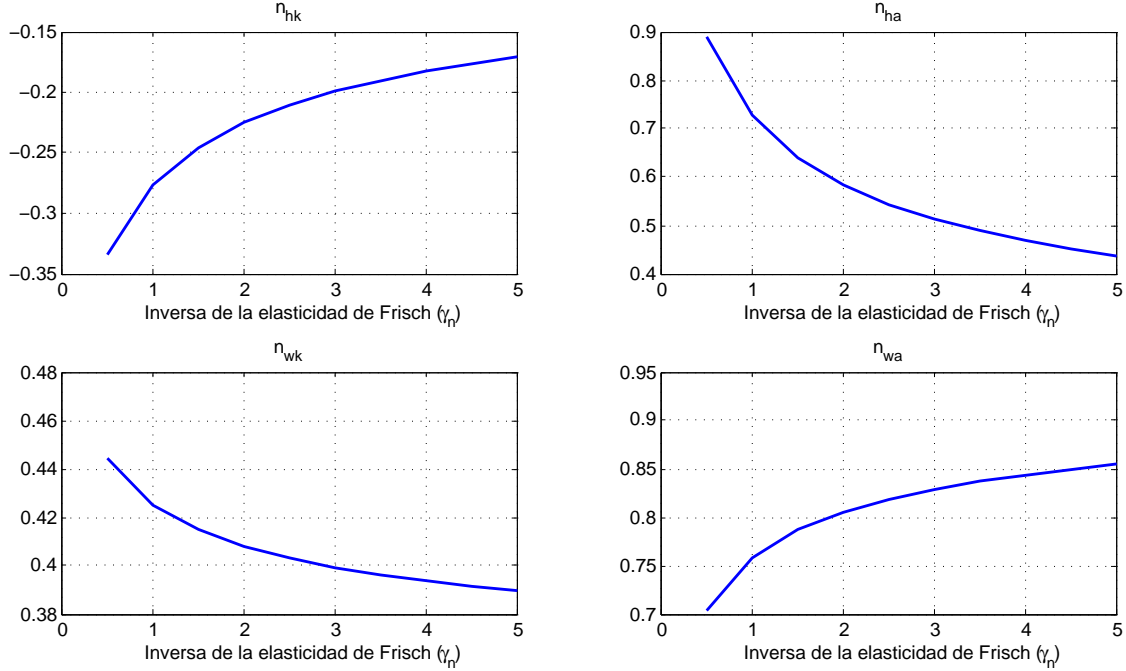 n_hk
−0.15
−0.2
−0.25
−0.3
−0.35
0 1 2 3 4 5
Inversa de la elasticidad de Frisch (γ_n)
n_ha
0.9
0.8
0.7
0.6
0.5
0.4
0 1 2 3 4 5
Inversa de la elasticidad de Frisch (γ_n)
n_wk
0.48
0.46
0.44
0.42
0.4
0.38
0 1 2 3 4 5
Inversa de la elasticidad de Frisch (γ_n)
n_wa
0.95
0.9
0.85
0.8
0.75
0.7
0 1 2 3 4 5
Inversa de la elasticidad de Frisch (γ_n)